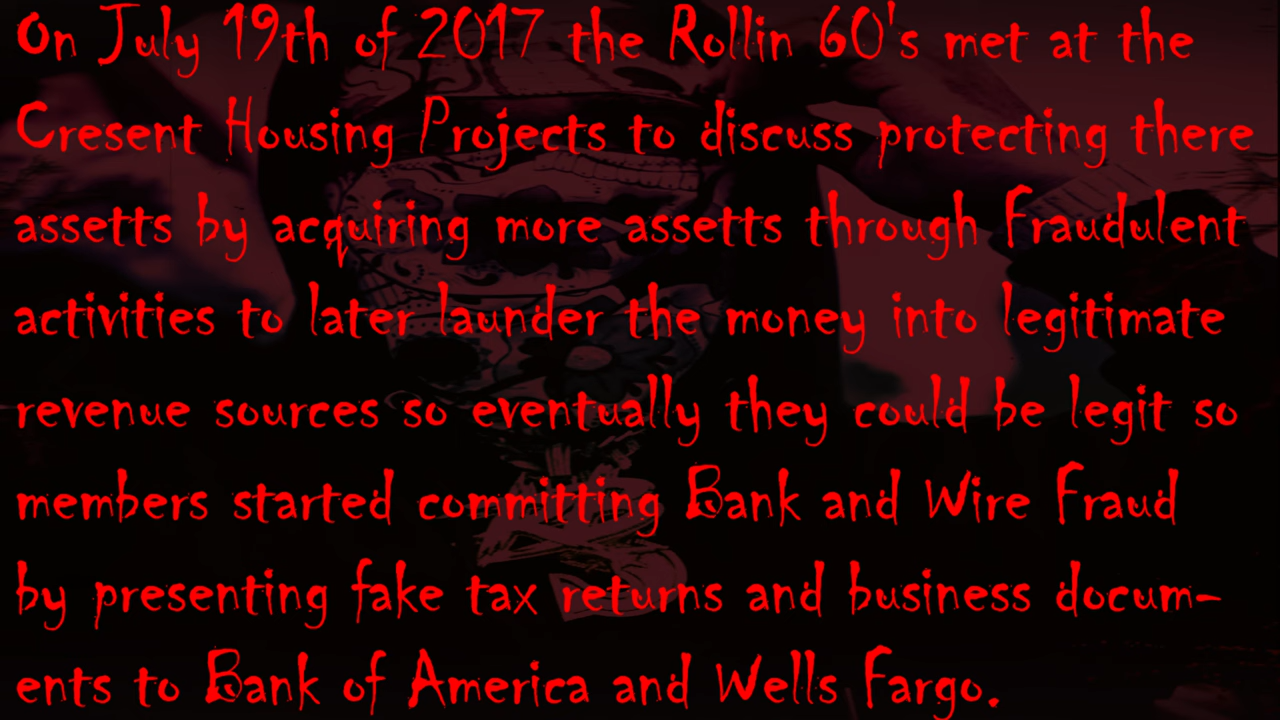 On July 19th of 2017 the Rollin 60's met at the
Cresent Housing Projects to discuss protecting there
assetts by acquiring more assetts through Fraudulent
activities to later launder the money into legitimate
revenue sources so eventually they could be legit so
members started committing Bank and Wire Fraud
by presenting fake tax returns and business docum-
ents to Bank of America and Wells Fargo.